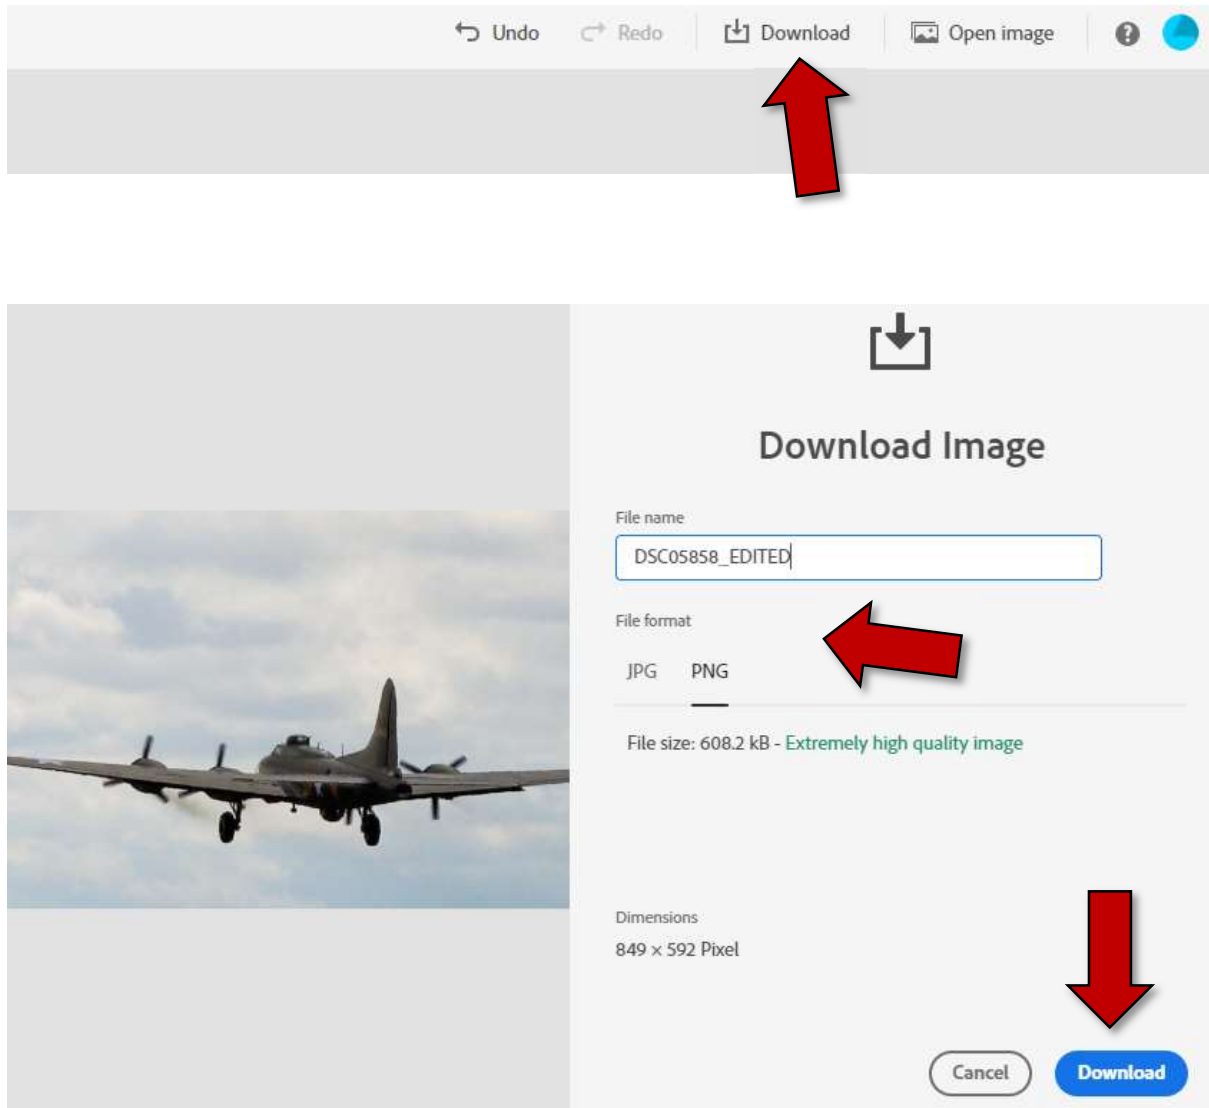 Undo Redo Download Open image ?
Download Image
File name
DSC05858_EDITED
File format
JPG PNG
File size: 608.2 kB - Extremely high quality image
Dimensions
849 × 592 Pixel
Cancel Download